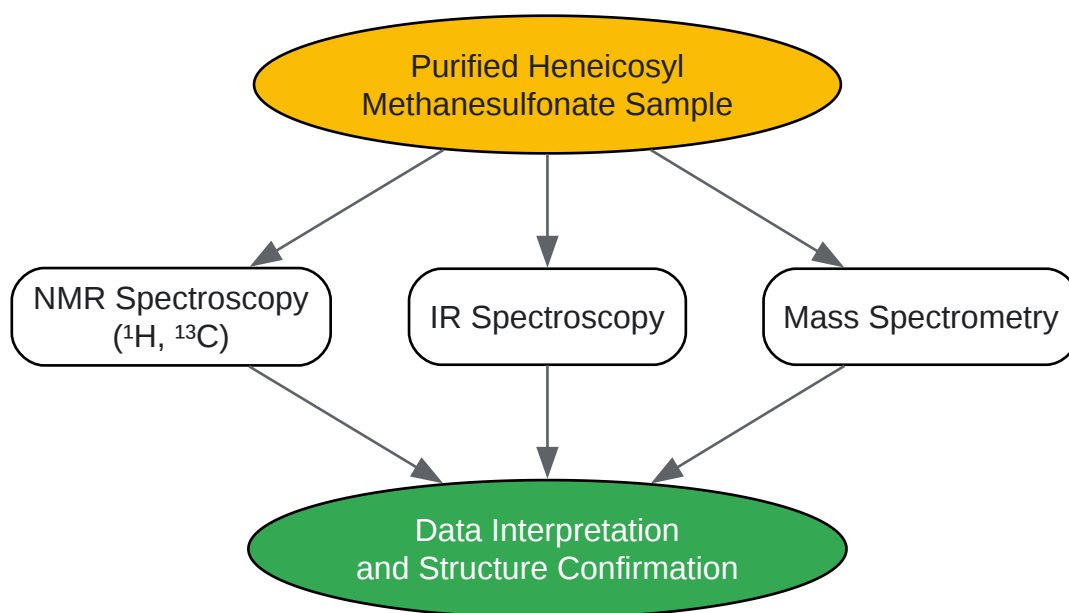 Purified Heneicosyl
Methanesulfonate Sample
NMR Spectroscopy
(¹H, ¹³C)
IR Spectroscopy
Mass Spectrometry
Data Interpretation
and Structure Confirmation